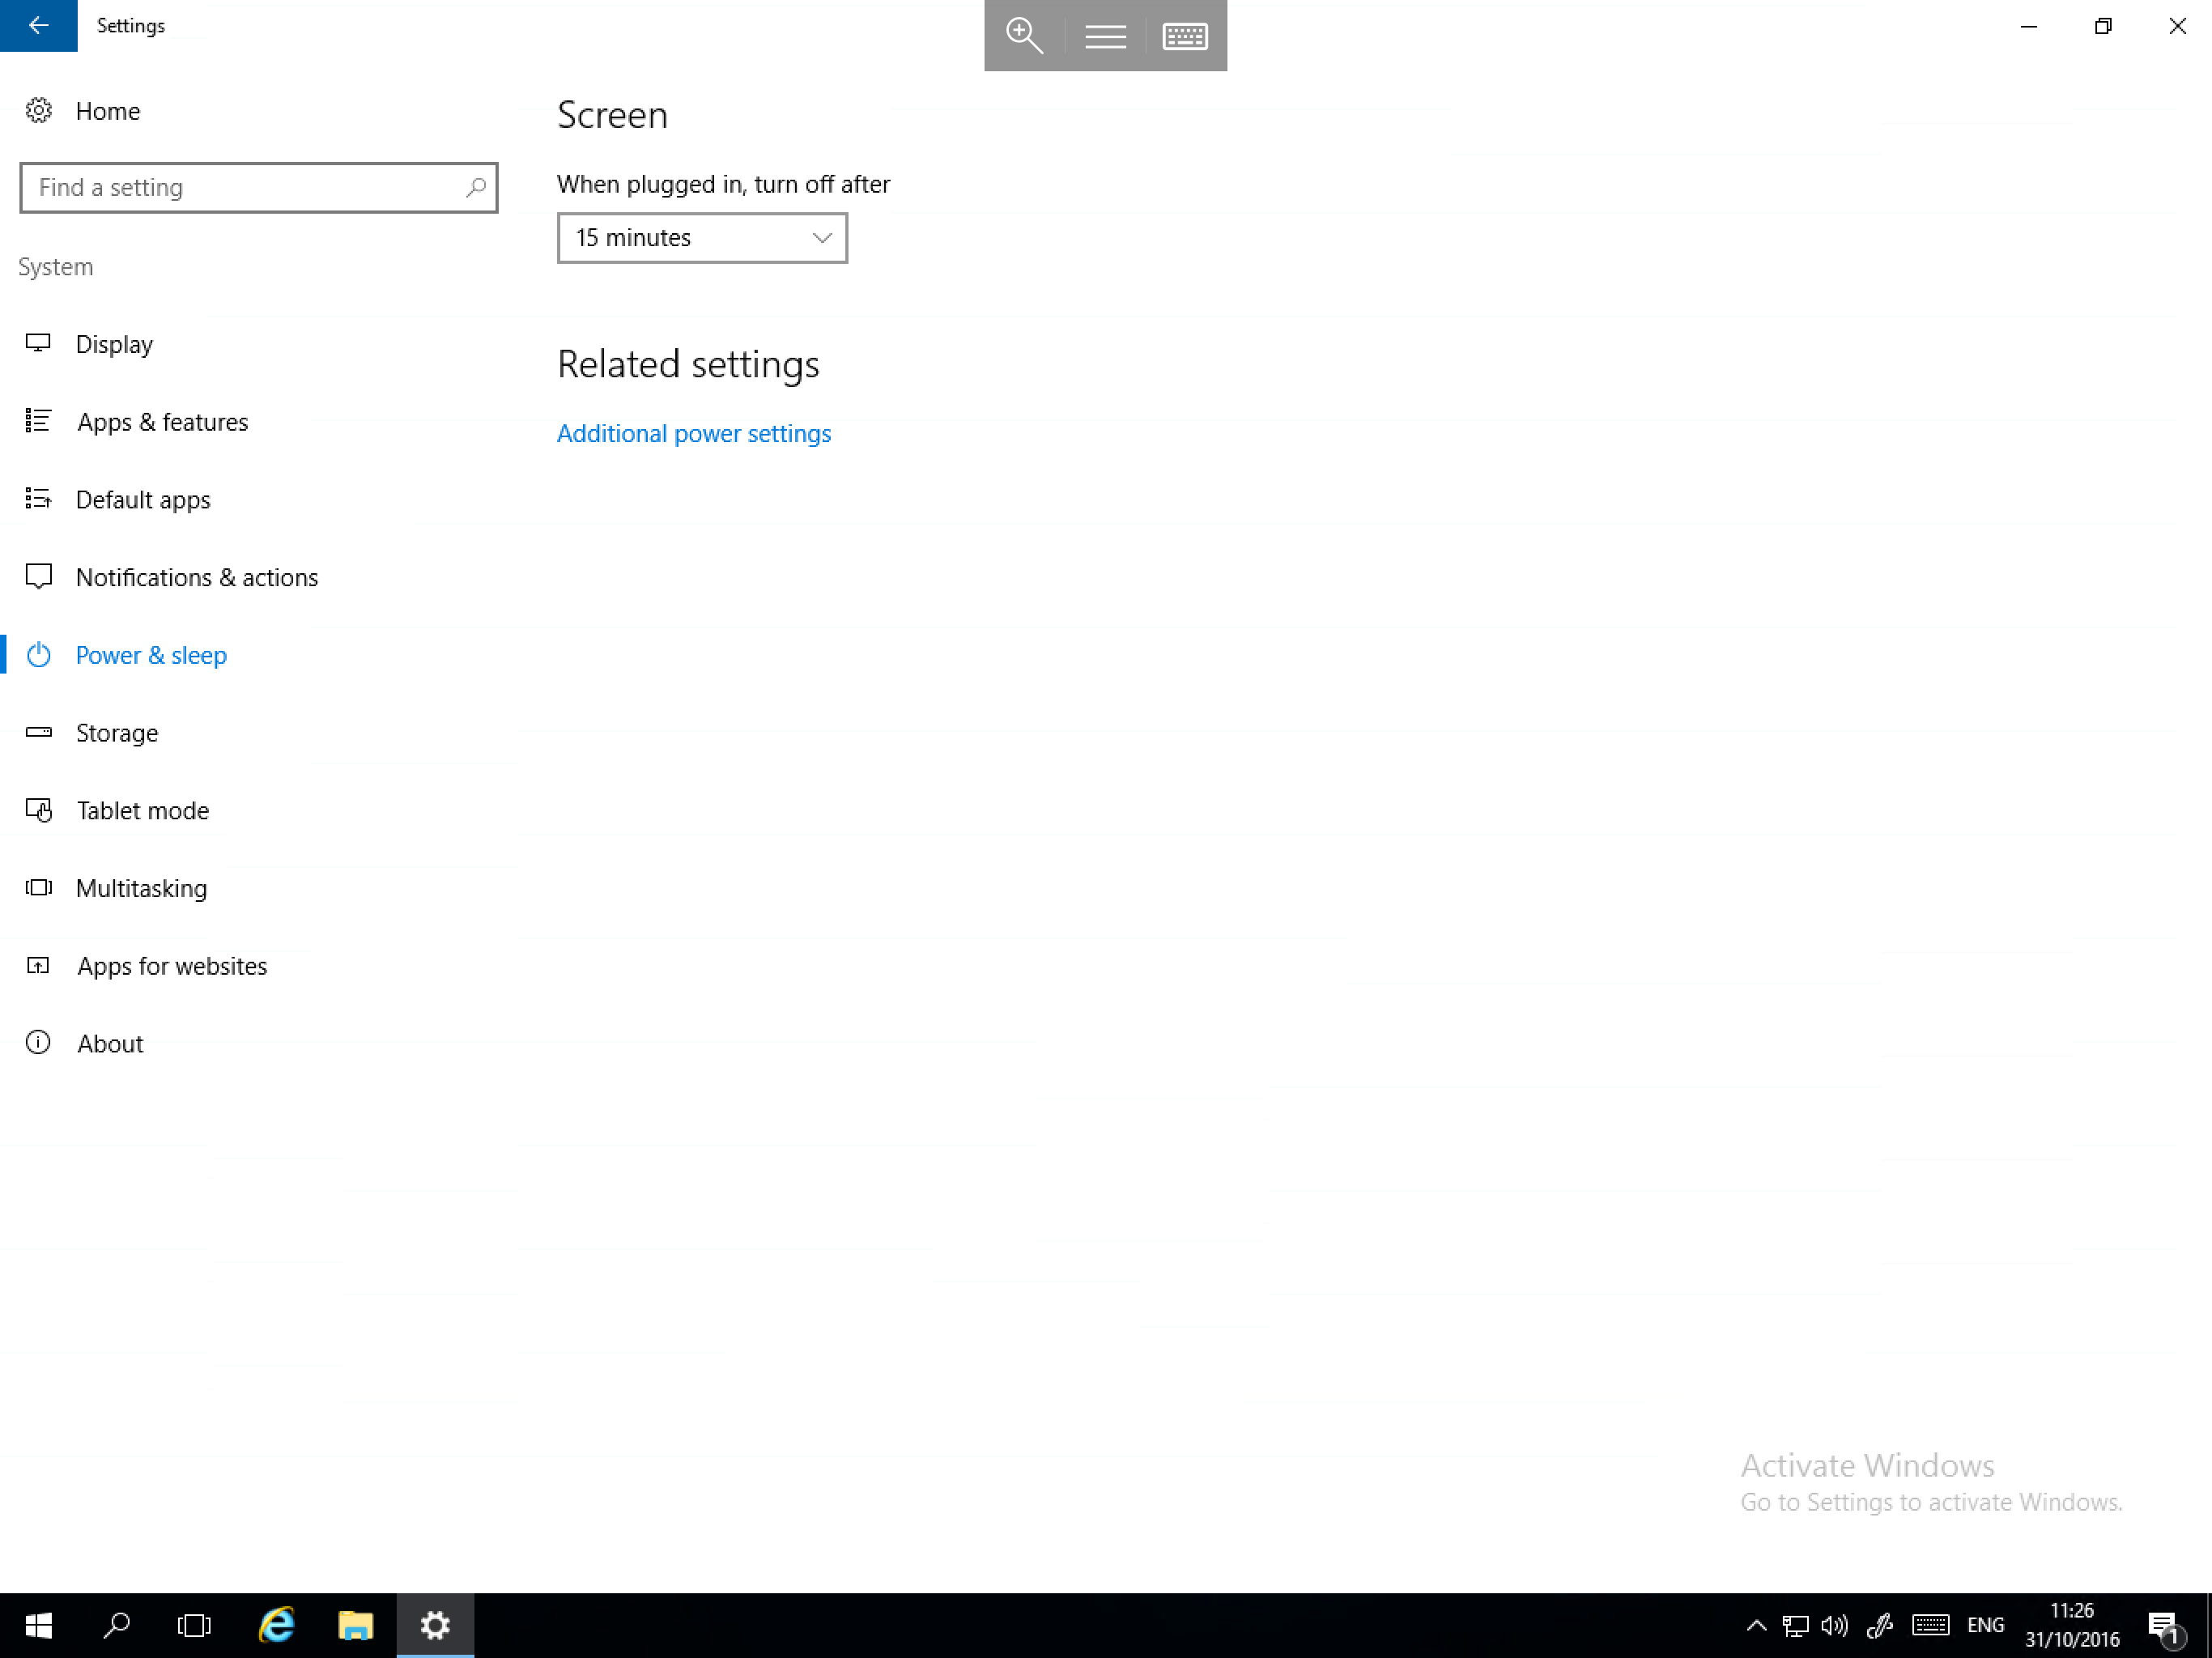 Settings
Home
Find a setting
System
Display
Apps & features
Default apps
Notifications & actions
Power & sleep
Storage
Tablet mode
Multitasking
Apps for websites
About
Screen
When plugged in, turn off after
15 minutes
Related settings
Additional power settings
Activate Windows
Go to Settings to activate Windows.
ENG
11:26
31/10/2016
1